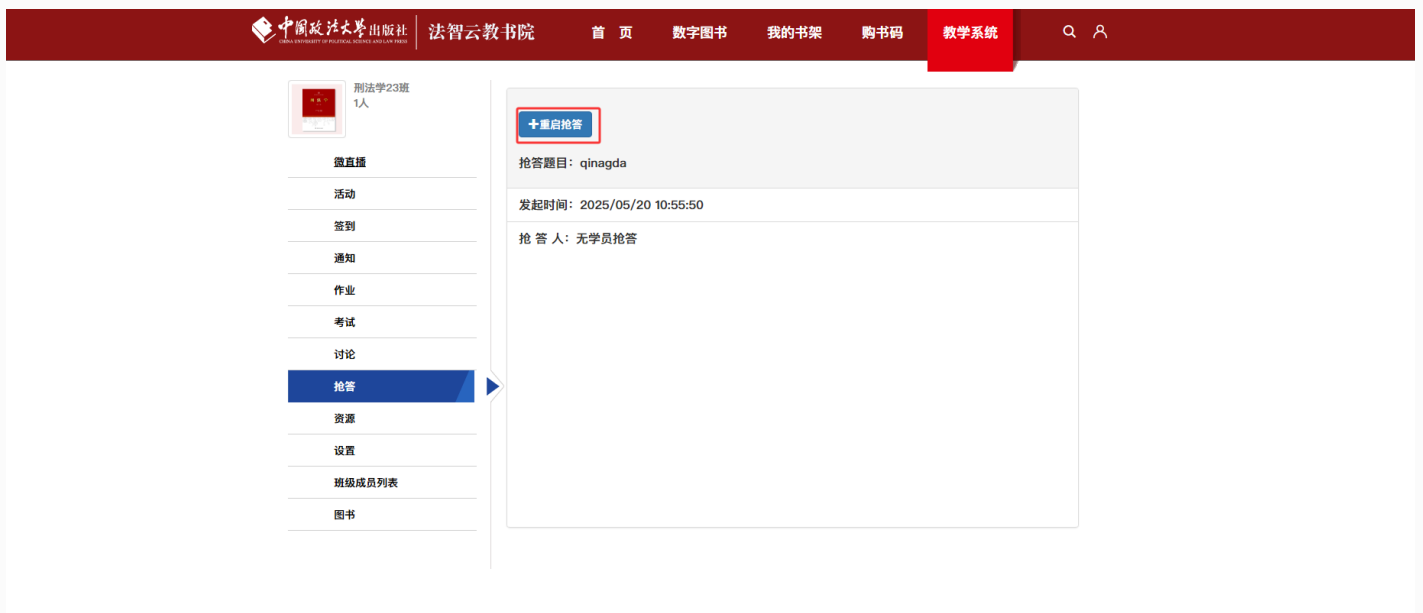 中国政法大学出版社 法智云教书院 首 页 数字图书 我的书架 购书码 教学系统
CHINA UNIVERSITY OF POLITICAL SCIENCE AND LAW PRESS
刑法学23班
1人
微直播
活动
签到
通知
作业
考试
讨论
抢答
资源
设置
班级成员列表
图书
+重启抢答
抢答题目：qinagda
发起时间：2025/05/20 10:55:50
抢 答 人：无学员抢答